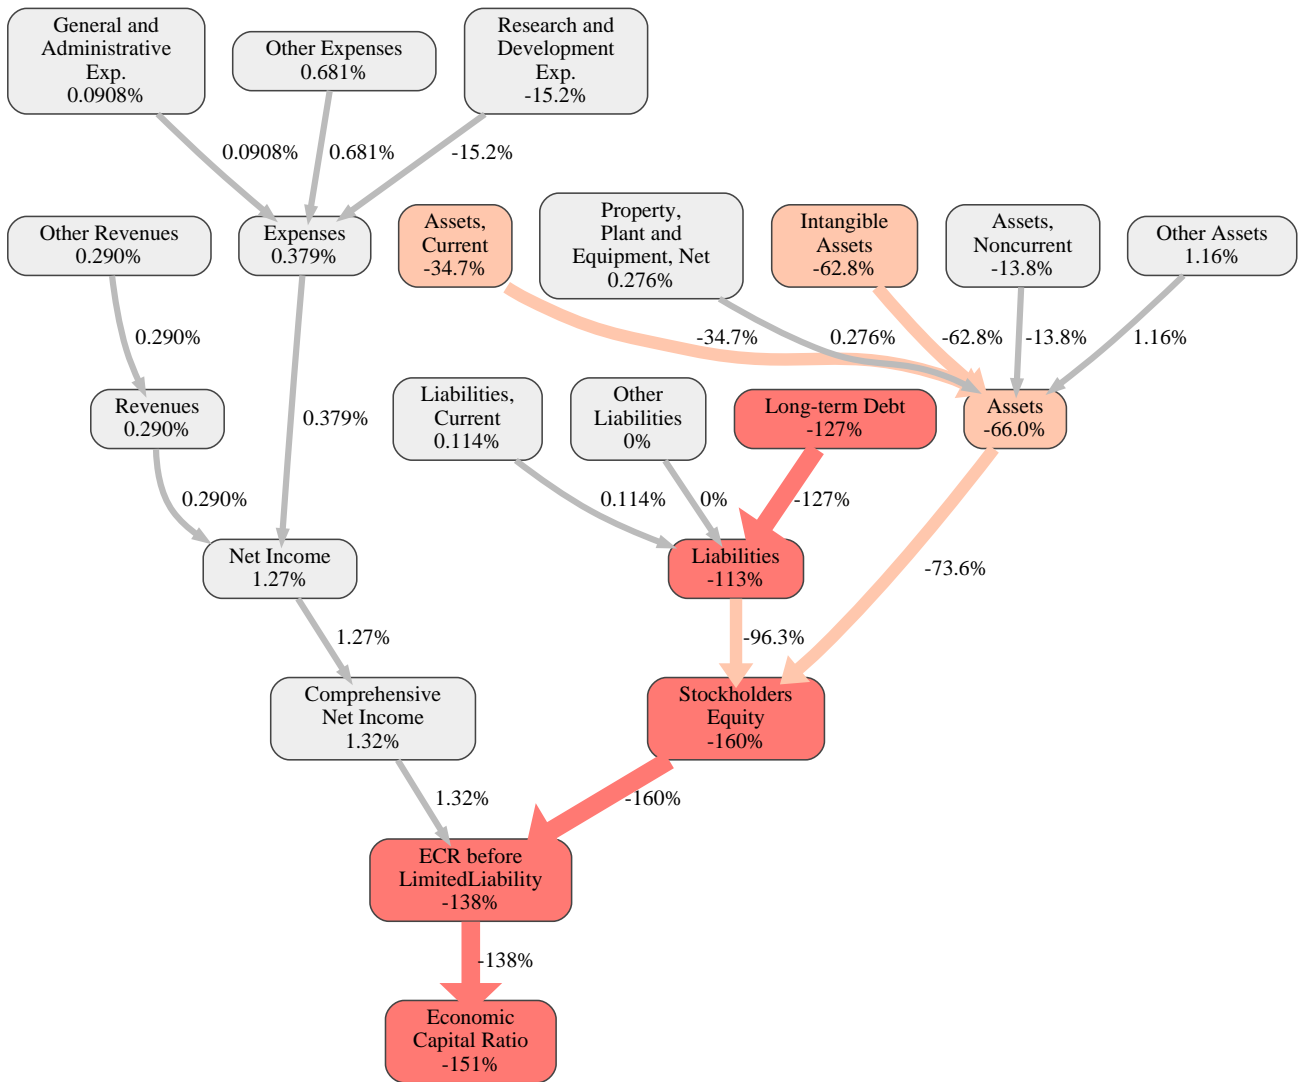 General and
Administrative
Exp.
0.0908%
Other Expenses
0.681%
Research and
Development
Exp.
-15.2%
0.0908%
0.681%
-15.2%
Other Revenues
0.290%
Expenses
0.379%
Assets,
Current
-34.7%
Property,
Plant and
Equipment, Net
0.276%
Intangible
Assets
-62.8%
Assets,
Noncurrent
-13.8%
Other Assets
1.16%
0.290%
-34.7%
0.276%
-62.8%
-13.8%
1.16%
Revenues
0.290%
0.379%
Liabilities,
Current
0.114%
Other
Liabilities
0%
Long-term Debt
-127%
Assets
-66.0%
0.290%
0.114%
0%
-127%
Net Income
1.27%
Liabilities
-113%
-73.6%
1.27%
-96.3%
Comprehensive
Net Income
1.32%
Stockholders
Equity
-160%
1.32%
-160%
ECR before
LimitedLiability
-138%
-138%
Economic
Capital Ratio
-151%